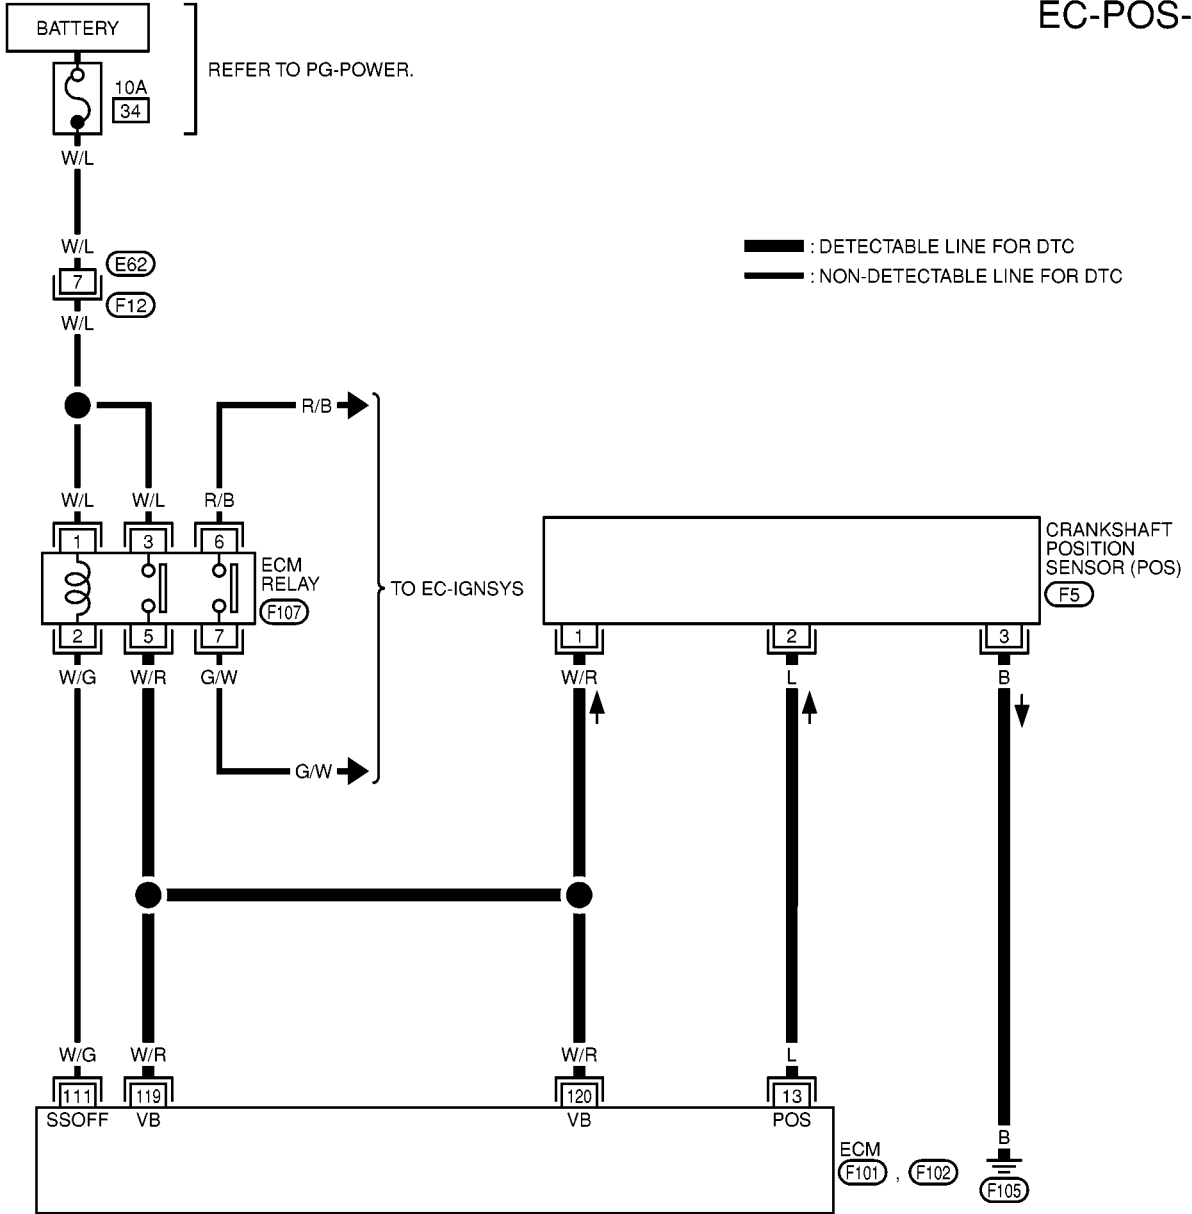 EC-POS-
BATTERY
REFER TO PG-POWER.
10A
34
W/L
W/L
E62
7
F12
W/L
: DETECTABLE LINE FOR DTC
: NON-DETECTABLE LINE FOR DTC
R/B
W/L W/L R/B
1 3 6
ECM
RELAY
F107
TO EC-IGNSYS
2 5 7
W/G W/R G/W
G/W
CRANKSHAFT
POSITION
SENSOR (POS)
F5
1 2 3
W/R L B
W/G W/R W/R L
111 119 120 13
SSOFF VB VB POS
B
ECM
F101 , F102
F105